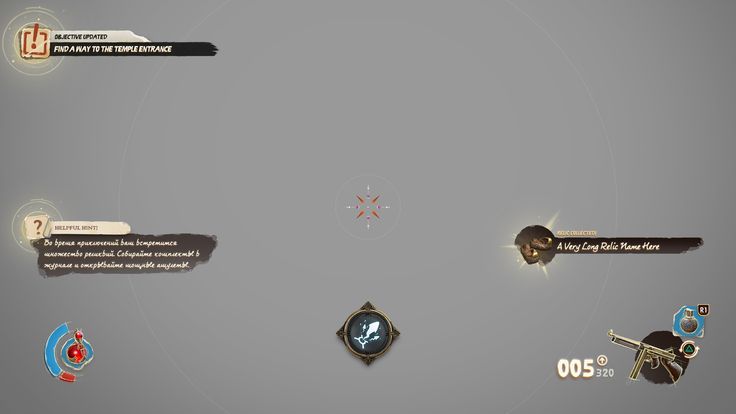 OBJECTIVE UPDATED
FIND A WAY TO THE TEMPLE ENTRANCE
?
HELPFUL HINT!
Во время приключений вам встретится
множество реликвий. Собирайте комплекты в
журнале и открывайте мощные амулеты.
RELIC COLLECTED!
A Very Long Relic Name Here
R1
005
320